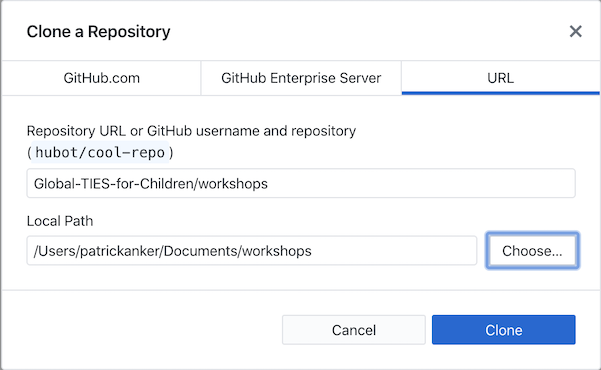 Clone a Repository
GitHub.com
GitHub Enterprise Server
URL
Repository URL or GitHub username and repository
(hubot/cool-repo)
Global-TIES-for-Children/workshops
Local Path
/Users/patrickanker/Documents/workshops
Choose...
Cancel
Clone